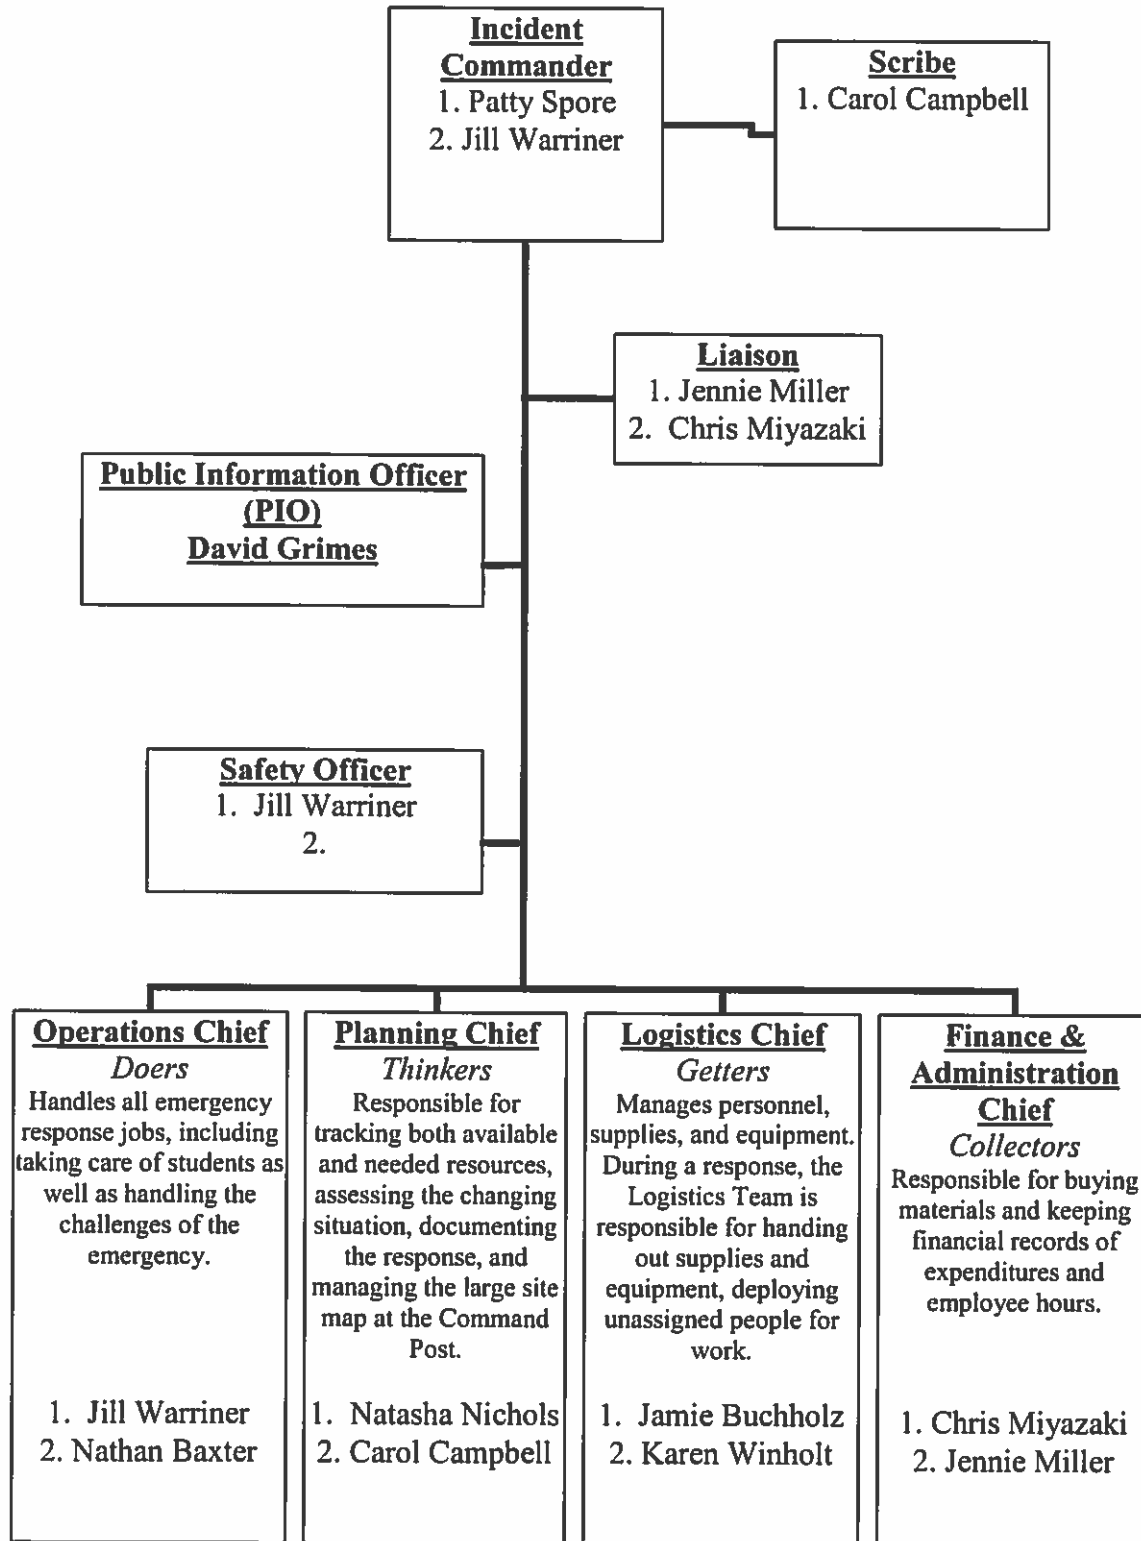 Incident
Commander
1. Patty Spore
2. Jill Warriner
Scribe
1. Carol Campbell
Liaison
1. Jennie Miller
2. Chris Miyazaki
Public Information Officer
(PIO)
David Grimes
Safety Officer
1. Jill Warriner
2.
Operations Chief
Doers
Handles all emergency
response jobs, including
taking care of students as
well as handling the
challenges of the
emergency.
1. Jill Warriner
2. Nathan Baxter
Planning Chief
Thinkers
Responsible for
tracking both available
and needed resources,
assessing the changing
situation, documenting
the response, and
managing the large site
map at the Command
Post.
1. Natasha Nichols
2. Carol Campbell
Logistics Chief
Getters
Manages personnel,
supplies, and equipment.
During a response, the
Logistics Team is
responsible for handing
out supplies and
equipment, deploying
unassigned people for
work.
1. Jamie Buchholz
2. Karen Winholt
Finance &
Administration
Chief
Collectors
Responsible for buying
materials and keeping
financial records of
expenditures and
employee hours.
1. Chris Miyazaki
2. Jennie Miller